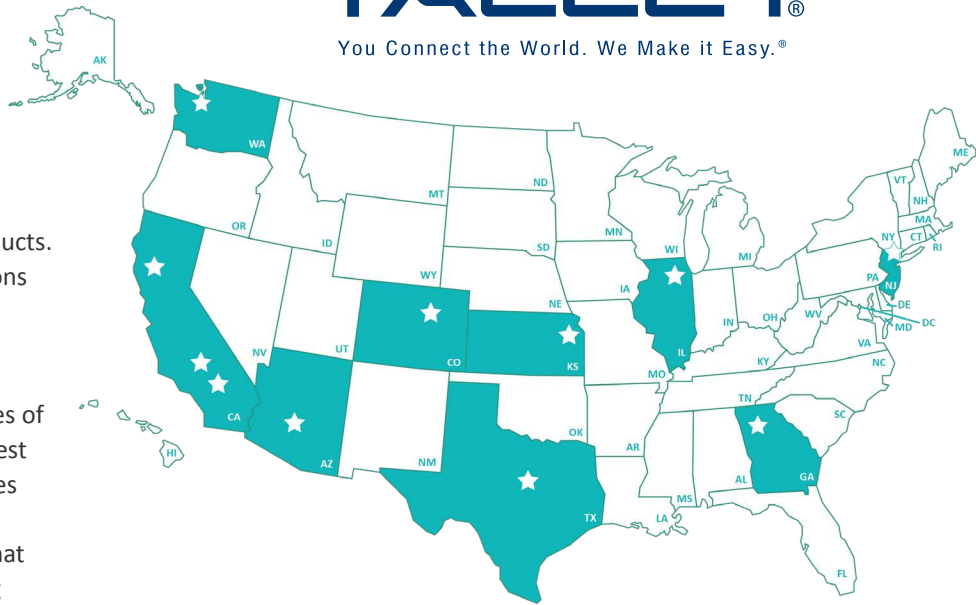 You Connect the World. We Make it Easy.®
AK
WA
MT
ND
MN
ME
VT
NH
MA
NY
CT
RI
OR
ID
SD
WI
MI
WY
PA
NJ
IA
NE
DE
IN
OH
WV
MD
DC
NV
UT
CO
KS
IL
MO
KY
VA
NC
TN
CA
AZ
NM
OK
AR
SC
HI
MS
AL
GA
TX
LA
FL
ucts.
ons
es of
est
es
hat